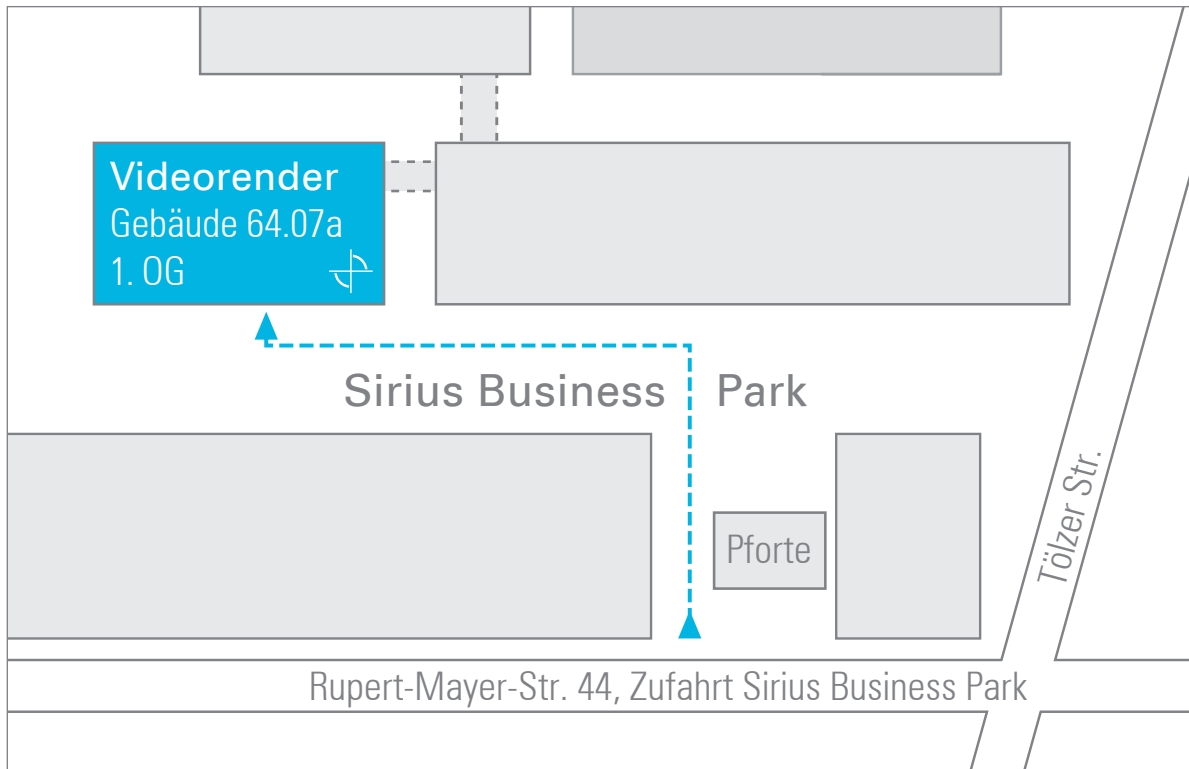 Videorender
Gebäude 64.07a
1. OG
Sirius Business Park
Pforte
Tölzer Str.
Rupert-Mayer-Str. 44, Zufahrt Sirius Business Park